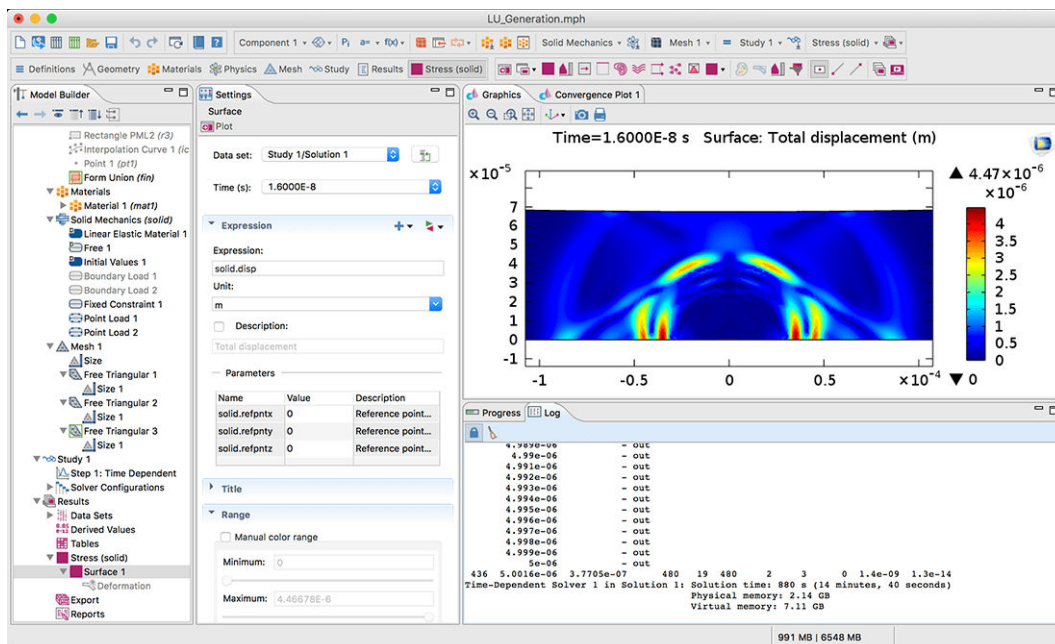 LU_Generation.mph
Component 1
Pi
a=
f(x)
Solid Mechanics
Mesh 1
Study 1
Stress (solid)
Definitions
Geometry
Materials
Physics
Mesh
Study
Results
Stress (solid)
Model Builder
Rectangle PML2 (r3)
Interpolation Curve 1 (ic
Point 1 (pt1)
Form Union (fin)
Materials
Material 1 (mat1)
Solid Mechanics (solid)
Linear Elastic Material 1
Free 1
Initial Values 1
Boundary Load 1
Boundary Load 2
Fixed Constraint 1
Point Load 1
Point Load 2
Mesh 1
Size
Free Triangular 1
Size 1
Free Triangular 2
Size 1
Free Triangular 3
Size 1
Study 1
Step 1: Time Dependent
Solver Configurations
Results
Data Sets
Derived Values
Tables
Stress (solid)
Surface 1
Deformation
Export
Reports
Settings
Surface
Plot
Data set: Study 1/Solution 1
Time (s): 1.6000E-8
Expression
Expression:
solid.disp
Unit:
m
Description:
Total displacement
Parameters
Name Value Description
solid.refpntx 0 Reference point...
solid.refpnty 0 Reference point...
solid.refpntz 0 Reference point...
Title
Range
Manual color range
Minimum: 0
Maximum: 4.46678E-6
Graphics Convergence Plot 1
Time=1.6000E-8 s Surface: Total displacement (m)
×10⁻⁵
7
6
5
4
3
2
1
0
-1
-1 -0.5 0 0.5 ×10⁻⁴
▲ 4.47×10⁻⁶
×10⁻⁶
4
3.5
3
2.5
2
1.5
1
0.5
0
▼ 0
Progress Log
4.989e-06 - out
4.99e-06 - out
4.991e-06 - out
4.992e-06 - out
4.993e-06 - out
4.994e-06 - out
4.995e-06 - out
4.996e-06 - out
4.997e-06 - out
4.998e-06 - out
4.999e-06 - out
5e-06 - out
436 5.0016e-06 3.7705e-07 480 19 480 2 3 0 1.4e-09 1.3e-14
Time-Dependent Solver 1 in Solution 1: Solution time: 880 s (14 minutes, 40 seconds)
Physical memory: 2.14 GB
Virtual memory: 7.11 GB
991 MB | 6548 MB